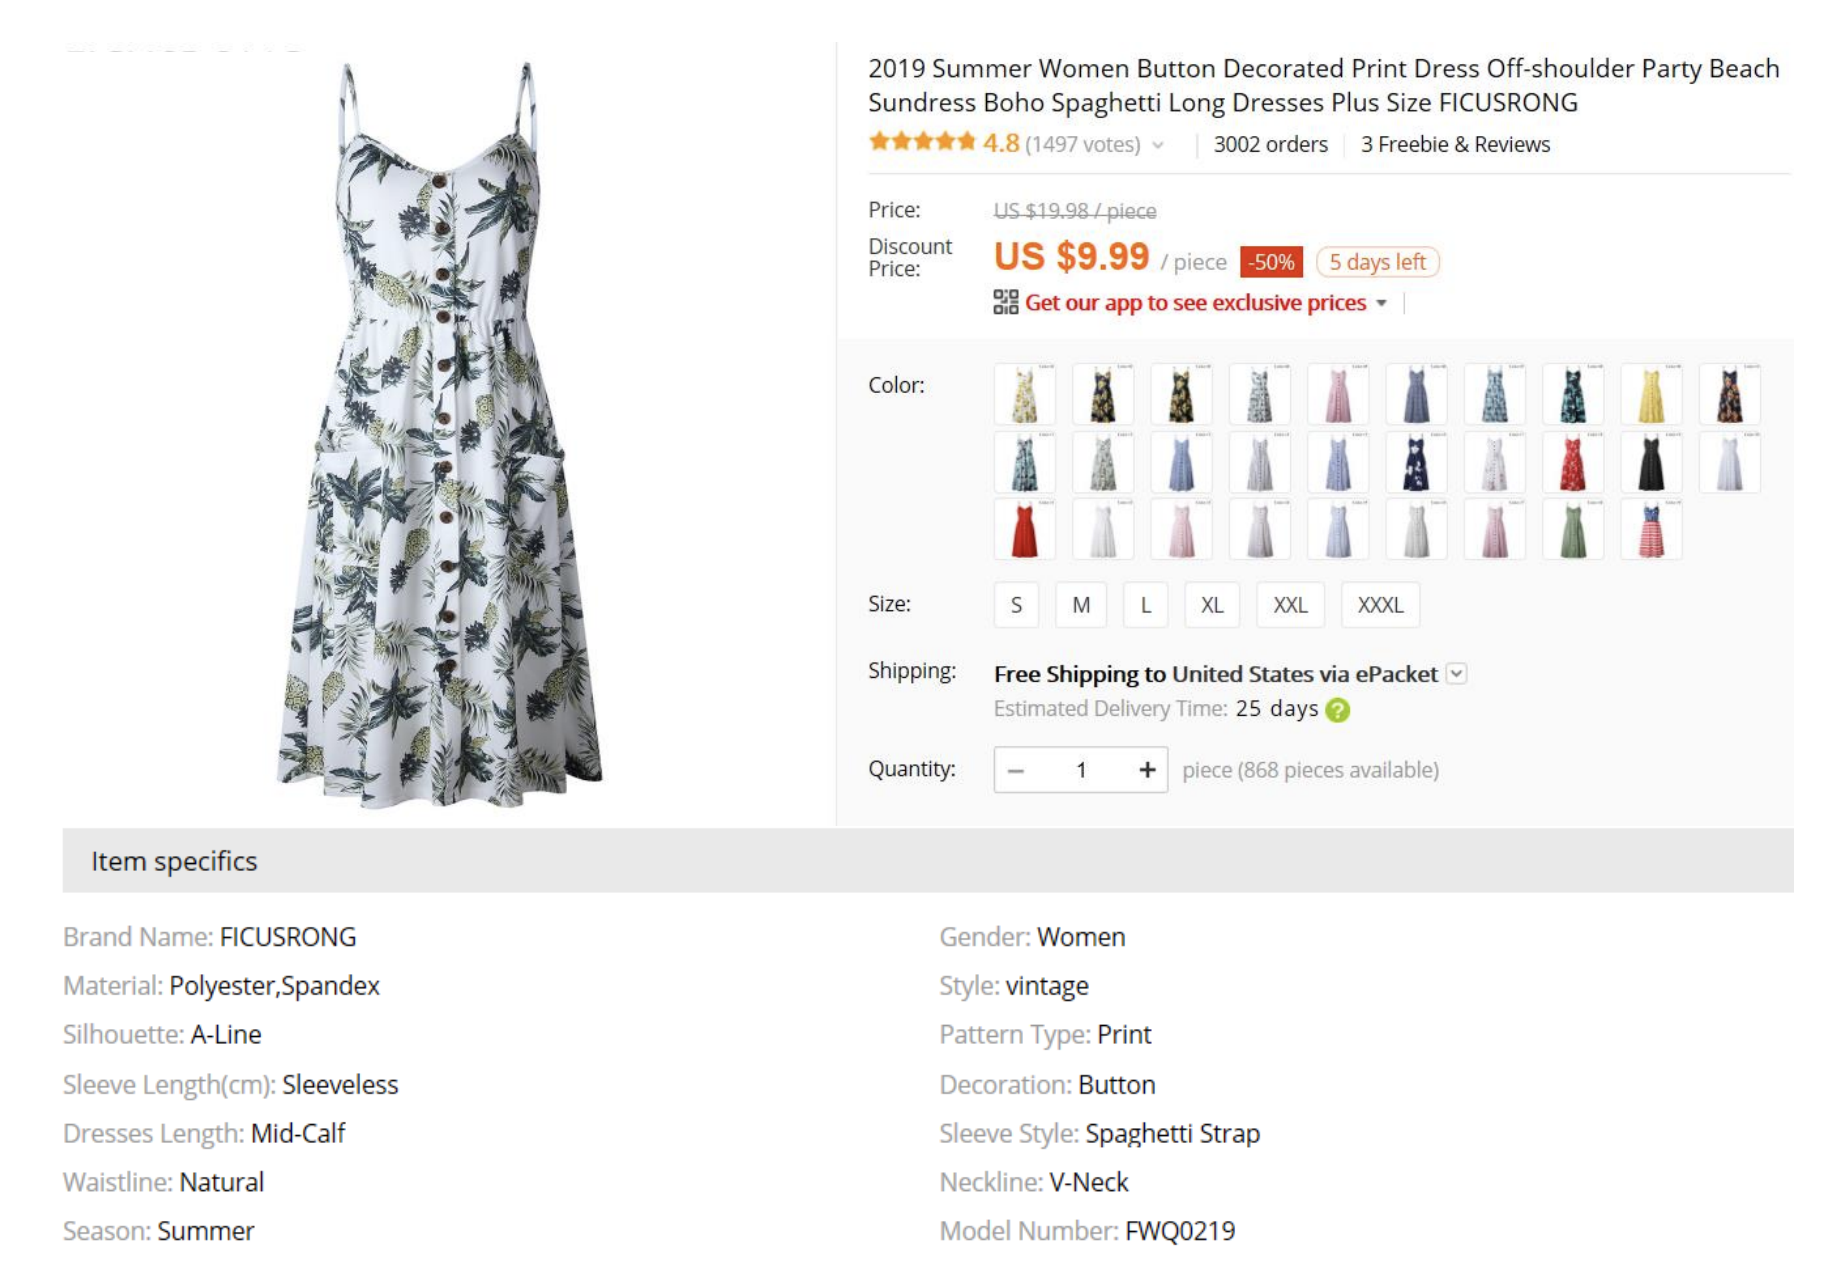 2019 Summer Women Button Decorated Print Dress Off-shoulder Party Beach
Sundress Boho Spaghetti Long Dresses Plus Size FICUSRONG
4.8 (1497 votes) 3002 orders 3 Freebie & Reviews
Price: US $19.98 / piece
Discount
Price:
US $9.99 / piece -50% 5 days left
Get our app to see exclusive prices
Color:
Size: S M L XL XXL XXXL
Shipping: Free Shipping to United States via ePacket
Estimated Delivery Time: 25 days ?
Quantity: − 1 + piece (868 pieces available)
Item specifics
Brand Name: FICUSRONG
Gender: Women
Material: Polyester,Spandex
Style: vintage
Silhouette: A-Line
Pattern Type: Print
Sleeve Length(cm): Sleeveless
Decoration: Button
Dresses Length: Mid-Calf
Sleeve Style: Spaghetti Strap
Waistline: Natural
Neckline: V-Neck
Season: Summer
Model Number: FWQ0219